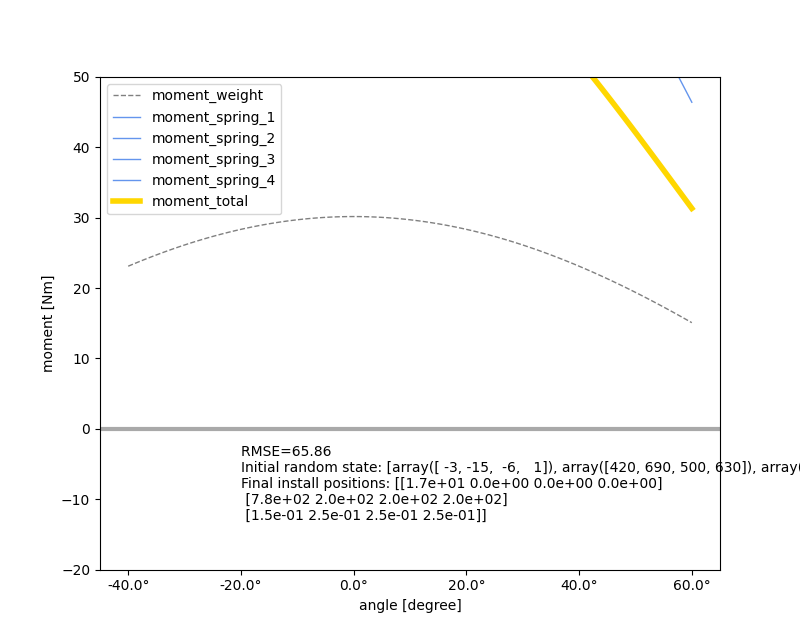 50
moment_weight
moment_spring_1
moment_spring_2
moment_spring_3
moment_spring_4
moment_total
40
30
20
10
0
−10
−20
moment [Nm]
RMSE=65.86
Initial random state: [array([ -3, -15,  -6,   1]), array([420, 690, 500, 630]), array(
Final install positions: [[1.7e+01 0.0e+00 0.0e+00 0.0e+00]
[7.8e+02 2.0e+02 2.0e+02 2.0e+02]
[1.5e-01 2.5e-01 2.5e-01 2.5e-01]]
-40.0° -20.0° 0.0° 20.0° 40.0° 60.0°
angle [degree]